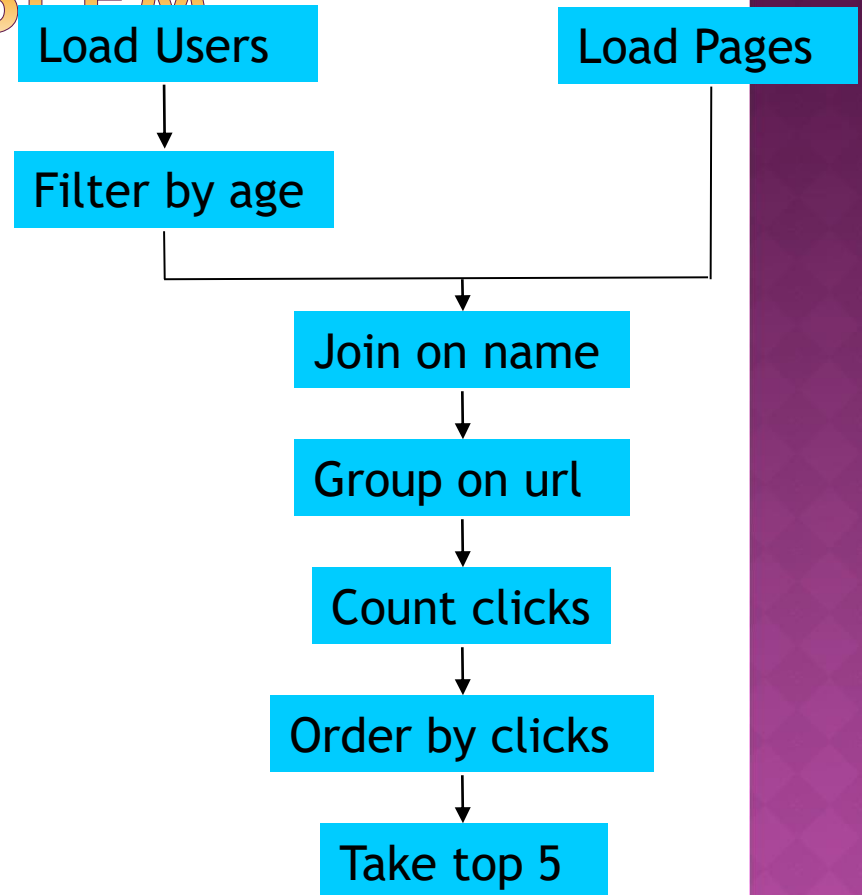 Load Users
Load Pages
Filter by age
Join on name
Group on url
Count clicks
Order by clicks
Take top 5